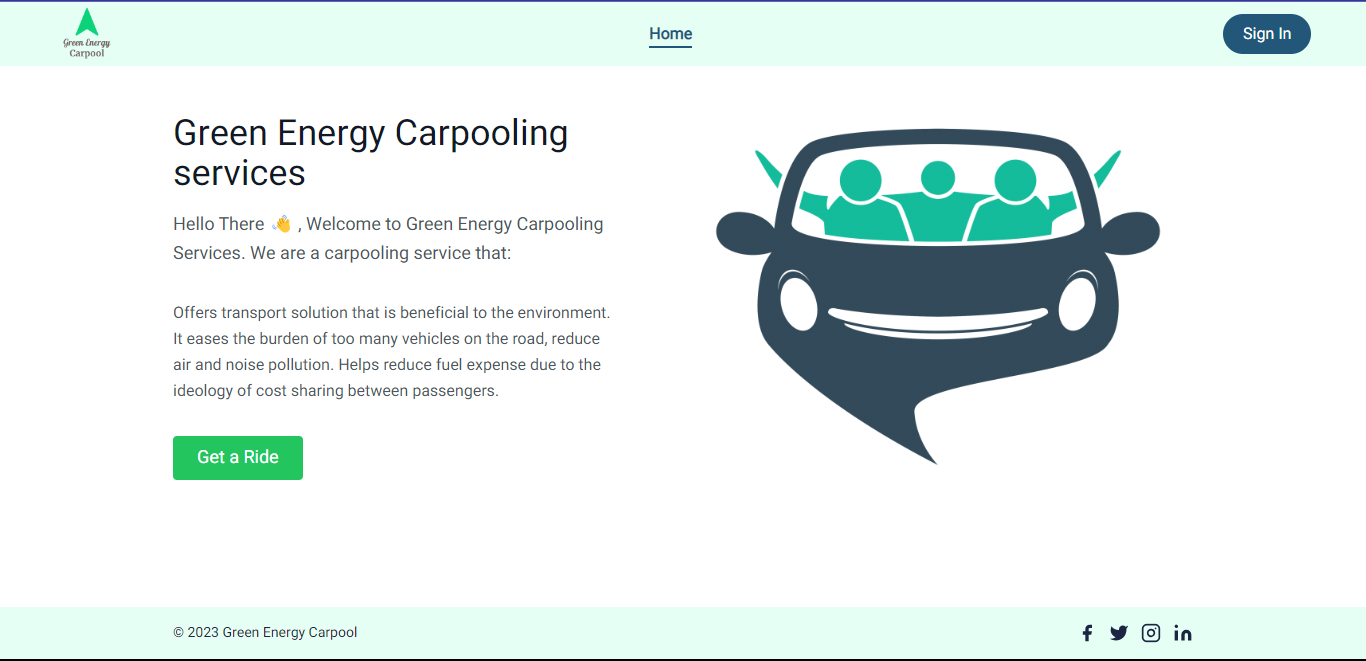 Green Energy
Carpool
Home
Sign In
Green Energy Carpooling
services
Hello There 👋 , Welcome to Green Energy Carpooling
Services. We are a carpooling service that:
Offers transport solution that is beneficial to the environment.
It eases the burden of too many vehicles on the road, reduce
air and noise pollution. Helps reduce fuel expense due to the
ideology of cost sharing between passengers.
Get a Ride
© 2023 Green Energy Carpool